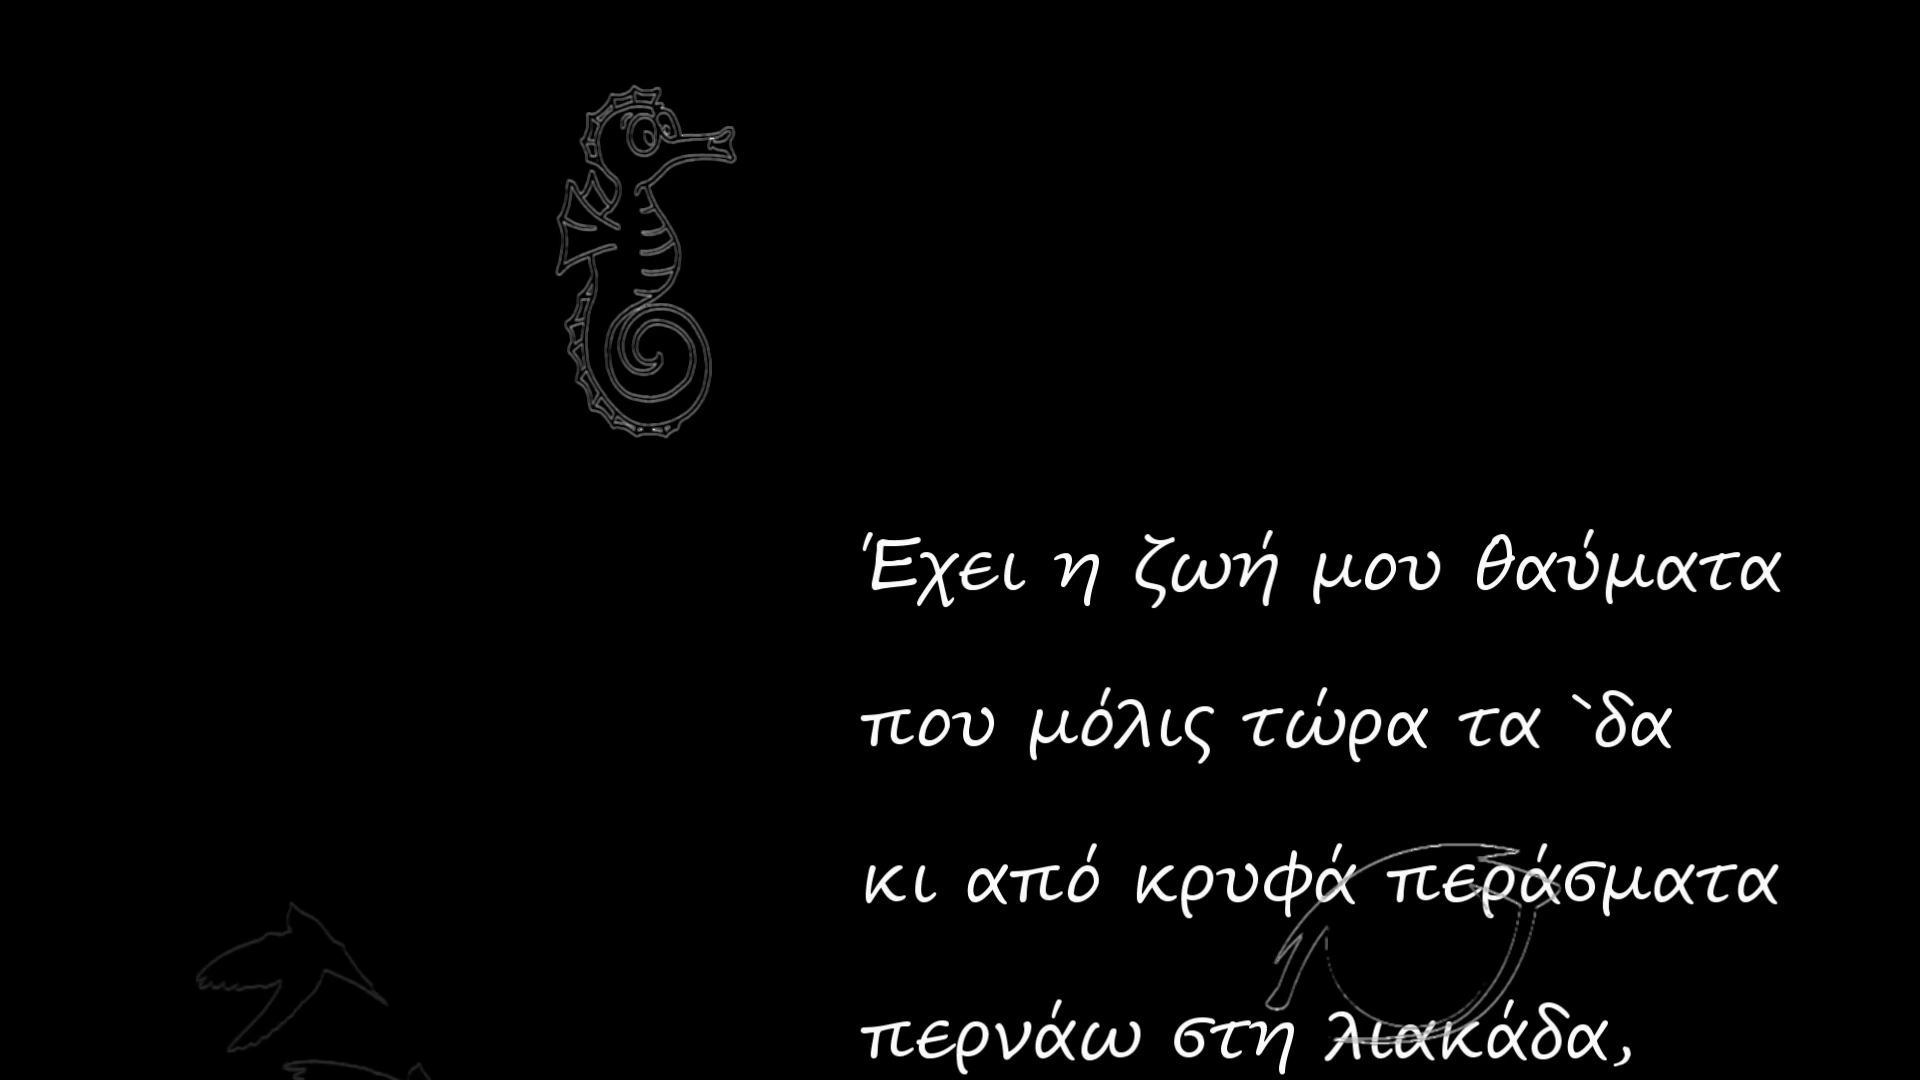 Έχει η ζωή μου θαύματα
που μόλις τώρα τα `δα
κι από κρυφά περάσματα
περνάω στη λιακάδα,